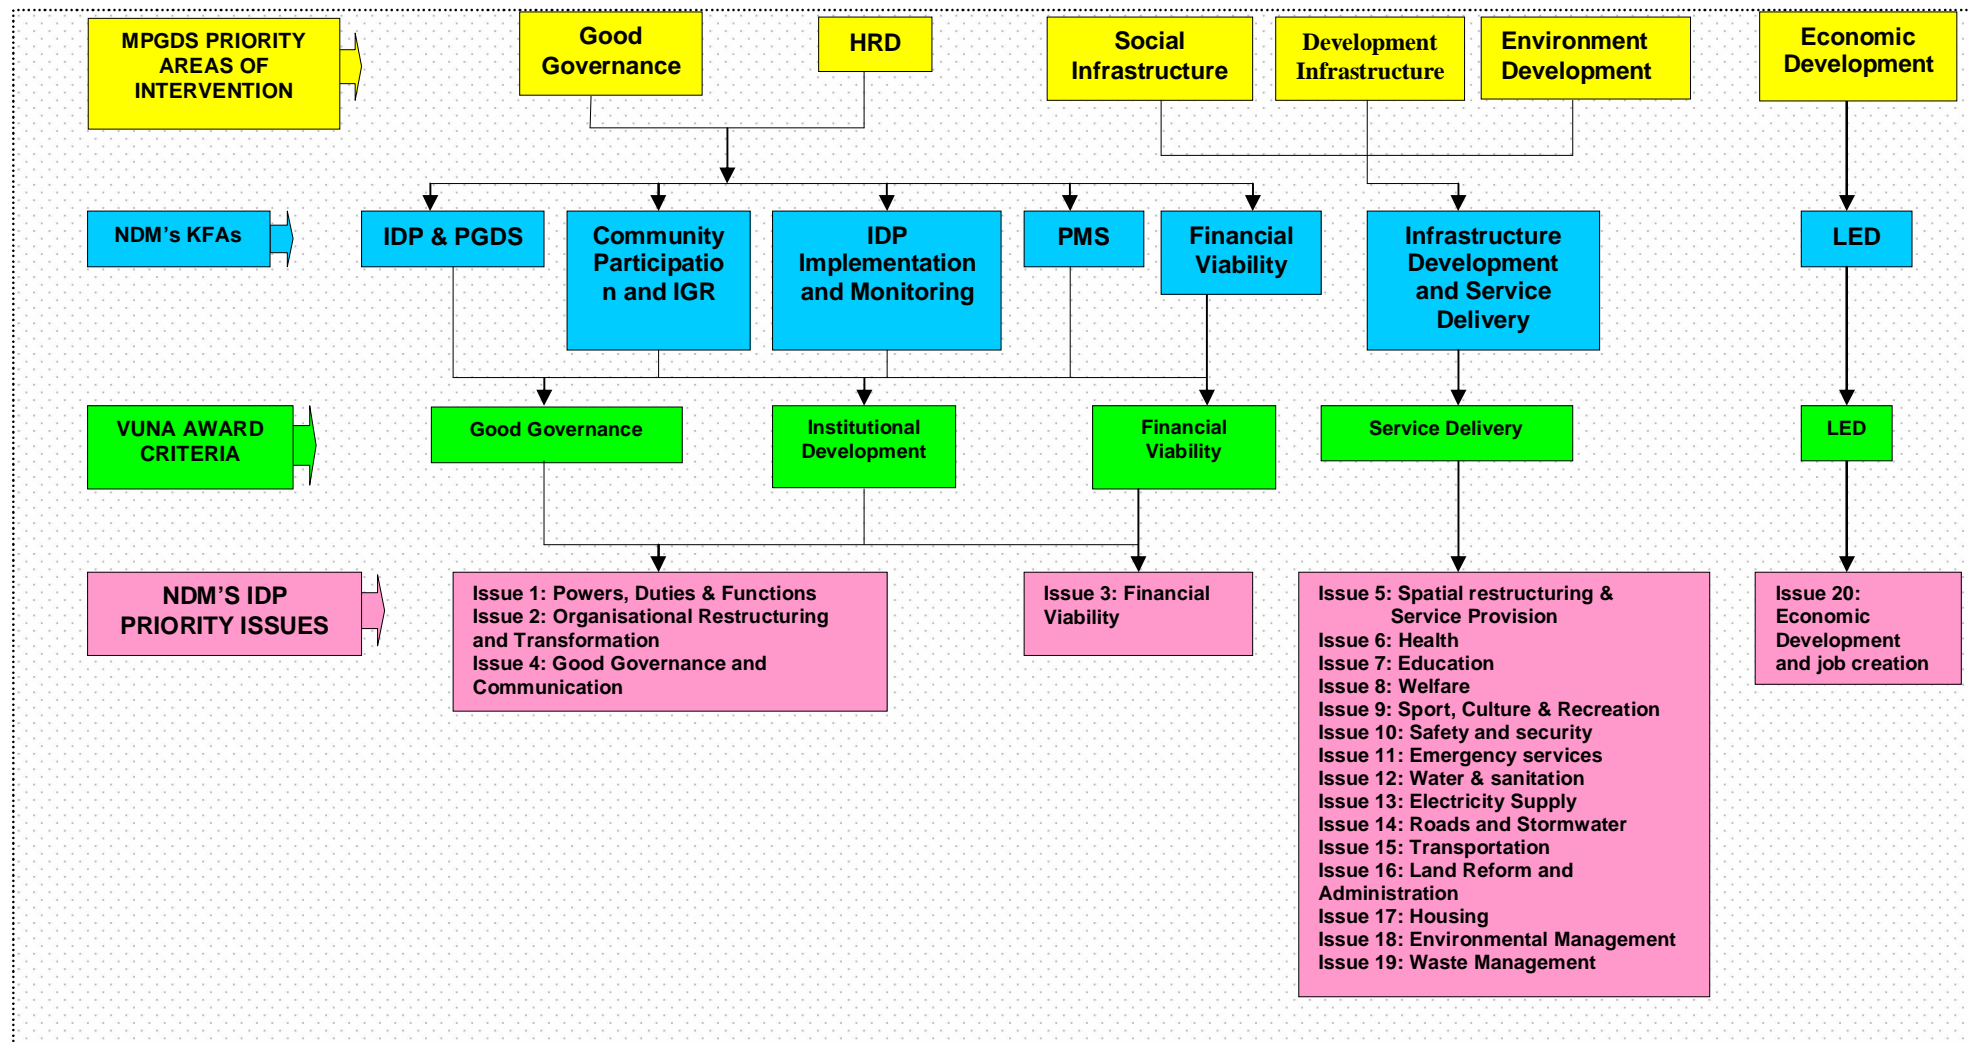 MPGDS PRIORITY
AREAS OF
INTERVENTION
Good
Governance
HRD
Social
Infrastructure
Development
Infrastructure
Environment
Development
Economic
Development
NDM's KFAs
IDP & PGDS
Community
Participatio
n and IGR
IDP
Implementation
and Monitoring
PMS
Financial
Viability
Infrastructure
Development
and Service
Delivery
LED
VUNA AWARD
CRITERIA
Good Governance
Institutional
Development
Financial
Viability
Service Delivery
LED
NDM'S IDP
PRIORITY ISSUES
Issue 1: Powers, Duties & Functions
Issue 2: Organisational Restructuring
and Transformation
Issue 4: Good Governance and
Communication
Issue 3: Financial
Viability
Issue 5: Spatial restructuring &
Service Provision
Issue 6: Health
Issue 7: Education
Issue 8: Welfare
Issue 9: Sport, Culture & Recreation
Issue 10: Safety and security
Issue 11: Emergency services
Issue 12: Water & sanitation
Issue 13: Electricity Supply
Issue 14: Roads and Stormwater
Issue 15: Transportation
Issue 16: Land Reform and
Administration
Issue 17: Housing
Issue 18: Environmental Management
Issue 19: Waste Management
Issue 20:
Economic
Development
and job creation